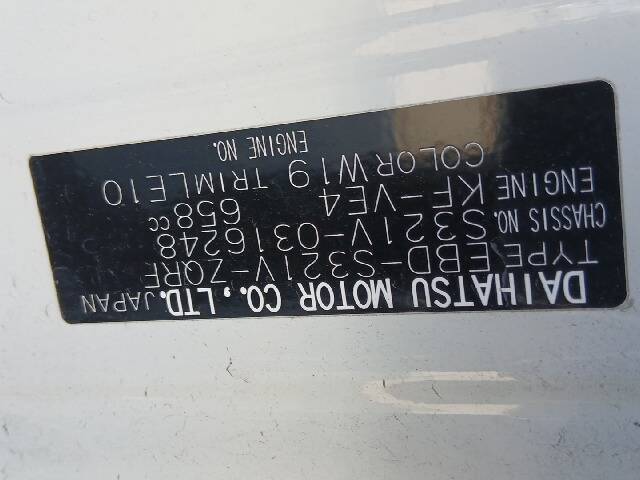 DAIHATSU MOTOR CO., LTD. JAPAN
TYPE EBD-S321V-ZQRF
CHASSIS NO. S321V-0316248
ENGINE KF-VE4 658cc
COLOR W19 TRIM LE10
ENGINE NO.